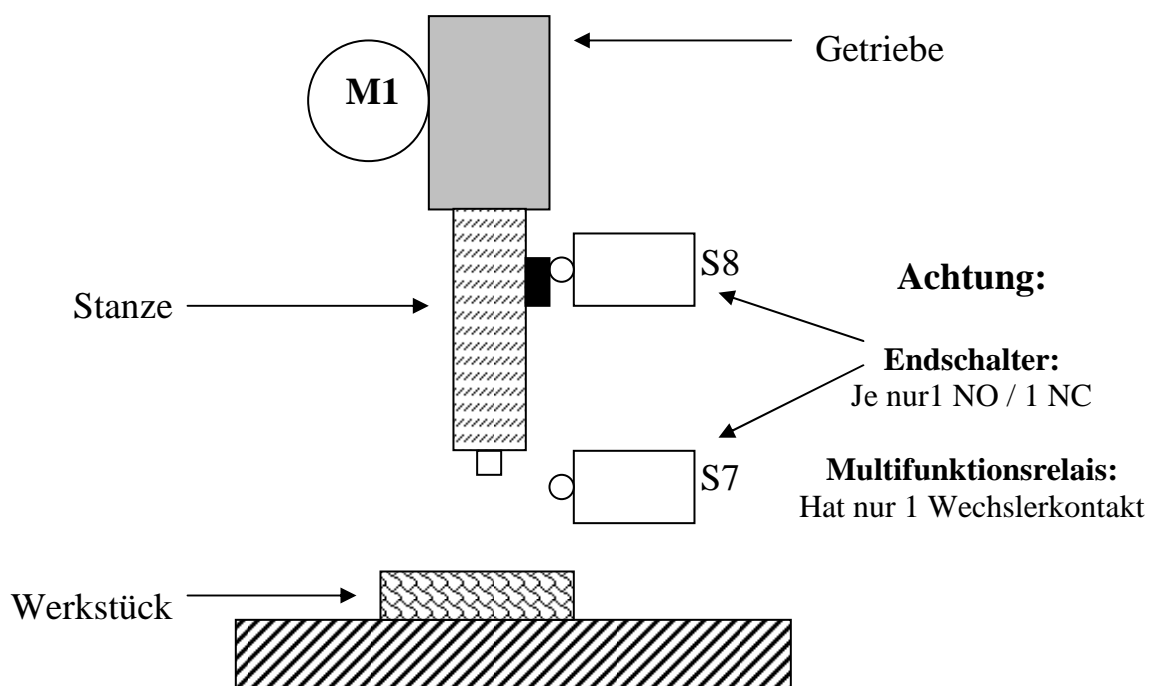 Getriebe
M1
S8
Achtung:
Stanze
Endschalter:
Je nur1 NO / 1 NC
S7
Multifunktionsrelais:
Hat nur 1 Wechslerkontakt
Werkstück